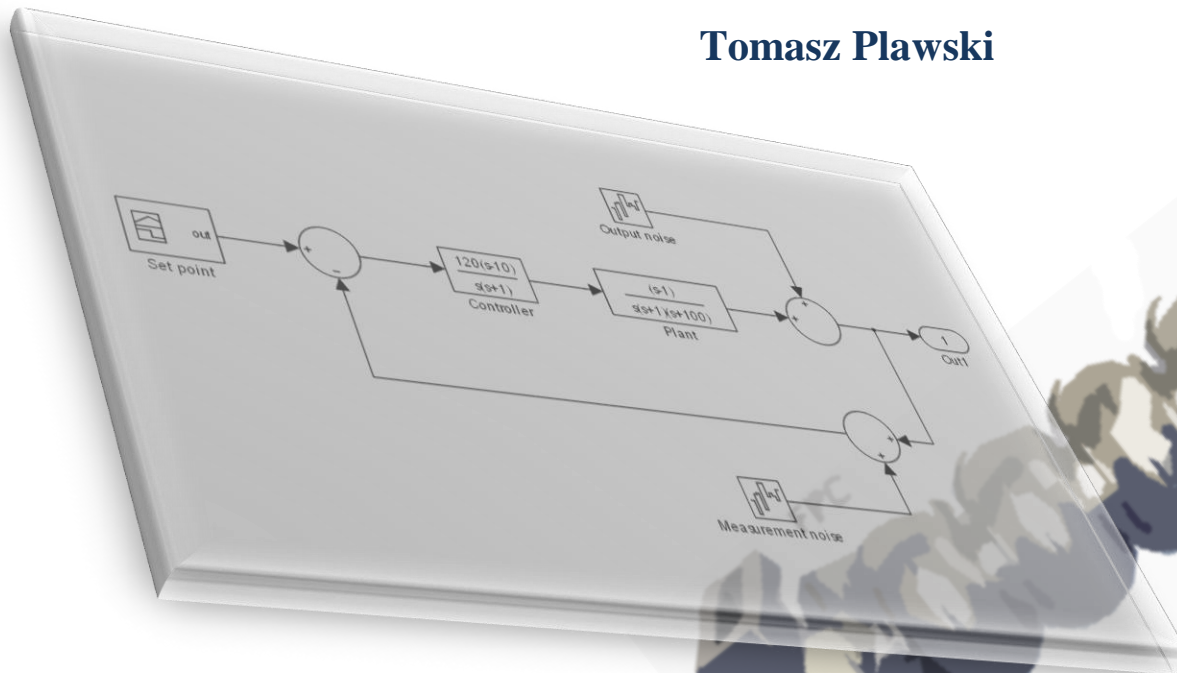 Tomasz Plawski
out
Set point
+
−
120(s-10)
s(s+1)
Controller
(s-1)
s(s+1)(s+100)
Plant
Output noise
+
+
1
Out1
+
+
Measurement noise